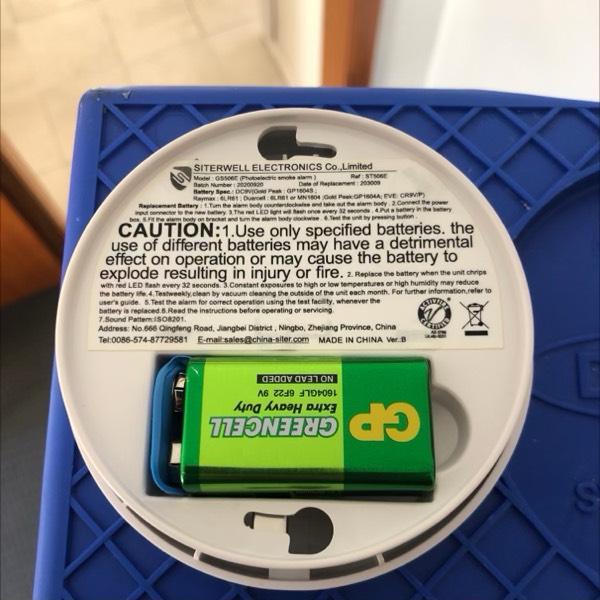 SITERWELL ELECTRONICS Co.,Limited
Model : GS506E (Photoelectric smoke alarm ) Ref : ST506E
Batch Number : 20200920 Date of Replacement : 203009
Battery Spec.: DC9V(Gold Peak : GP1604S ;
Raymax : 6LR61 ; Duercell : 6LR61 or MN1604 (Gold Peak:GP1604A; EVE: CR9V/P)
Replacement Battery : 1.Turn the alarm body counterclockwise and take out the alarm body . 2.Connect the power
input connector to the new battery. 3.The red LED light will flash once every 32 seconds . 4.Put a battery in the battery
box. 5.Fit the alarm body on bracket and turn the alarm body clockwise . 6.Test the unit by pressing button .
CAUTION:1.Use only specified batteries. the
use of different batteries may have a detrimental
effect on operation or may cause the battery to
explode resulting in injury or fire. 2. Replace the battery when the unit chrips
with red LED flash every 32 seconds. 3.Constant exposures to high or low temperatures or high humidity may reduce
the battery life. 4.Testweekly,clean by vacuum cleaning the outside of the unit each month. For further information,refer to
user's guide. 5.Test the alarm for correct operation using the test facility, whenever the
battery is replaced.6.Read the instructions before operating or servicing.
7.Sound Pattern:ISO8201.
Address: No.666 Qingfeng Road, Jiangbei District , Ningbo, Zhejiang Province, China
Tel:0086-574-87729581 E-mail:sales@china-siter.com MADE IN CHINA Ver.:B
GP
GREENCELL
Extra Heavy Duty
1604GLF 6F22 9V
NO LEAD ADDED